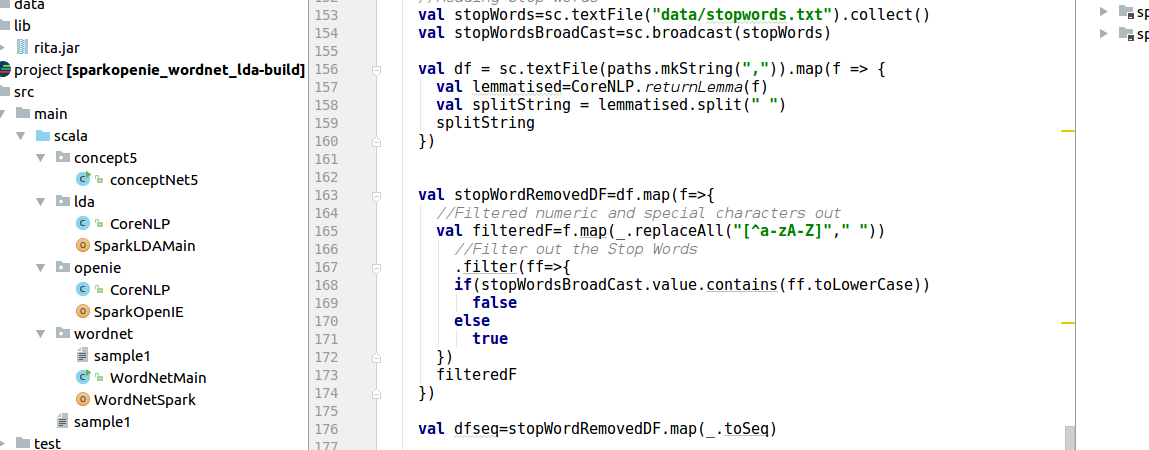 data
lib
rita.jar
project [sparkopenie_wordnet_lda-build]
src
main
scala
concept5
conceptNet5
lda
CoreNLP
SparkLDAMain
openie
CoreNLP
SparkOpenIE
wordnet
sample1
WordNetMain
WordNetSpark
sample1
test
153 val stopWords=sc.textFile("data/stopwords.txt").collect()
154 val stopWordsBroadCast=sc.broadcast(stopWords)
155
156 val df = sc.textFile(paths.mkString(",")).map(f => {
157 val lemmatised=CoreNLP.returnLemma(f)
158 val splitString = lemmatised.split(" ")
159 splitString
160 })
161
162
163 val stopWordRemovedDF=df.map(f=>{
164 //Filtered numeric and special characters out
165 val filteredF=f.map(_.replaceAll("[^a-zA-Z]"," "))
166 //Filter out the Stop Words
167 .filter(ff=>{
168 if(stopWordsBroadCast.value.contains(ff.toLowerCase))
169 false
170 else
171 true
172 })
173 filteredF
174 })
175
176 val dfseq=stopWordRemovedDF.map(_.toSeq)
177
sp
sp